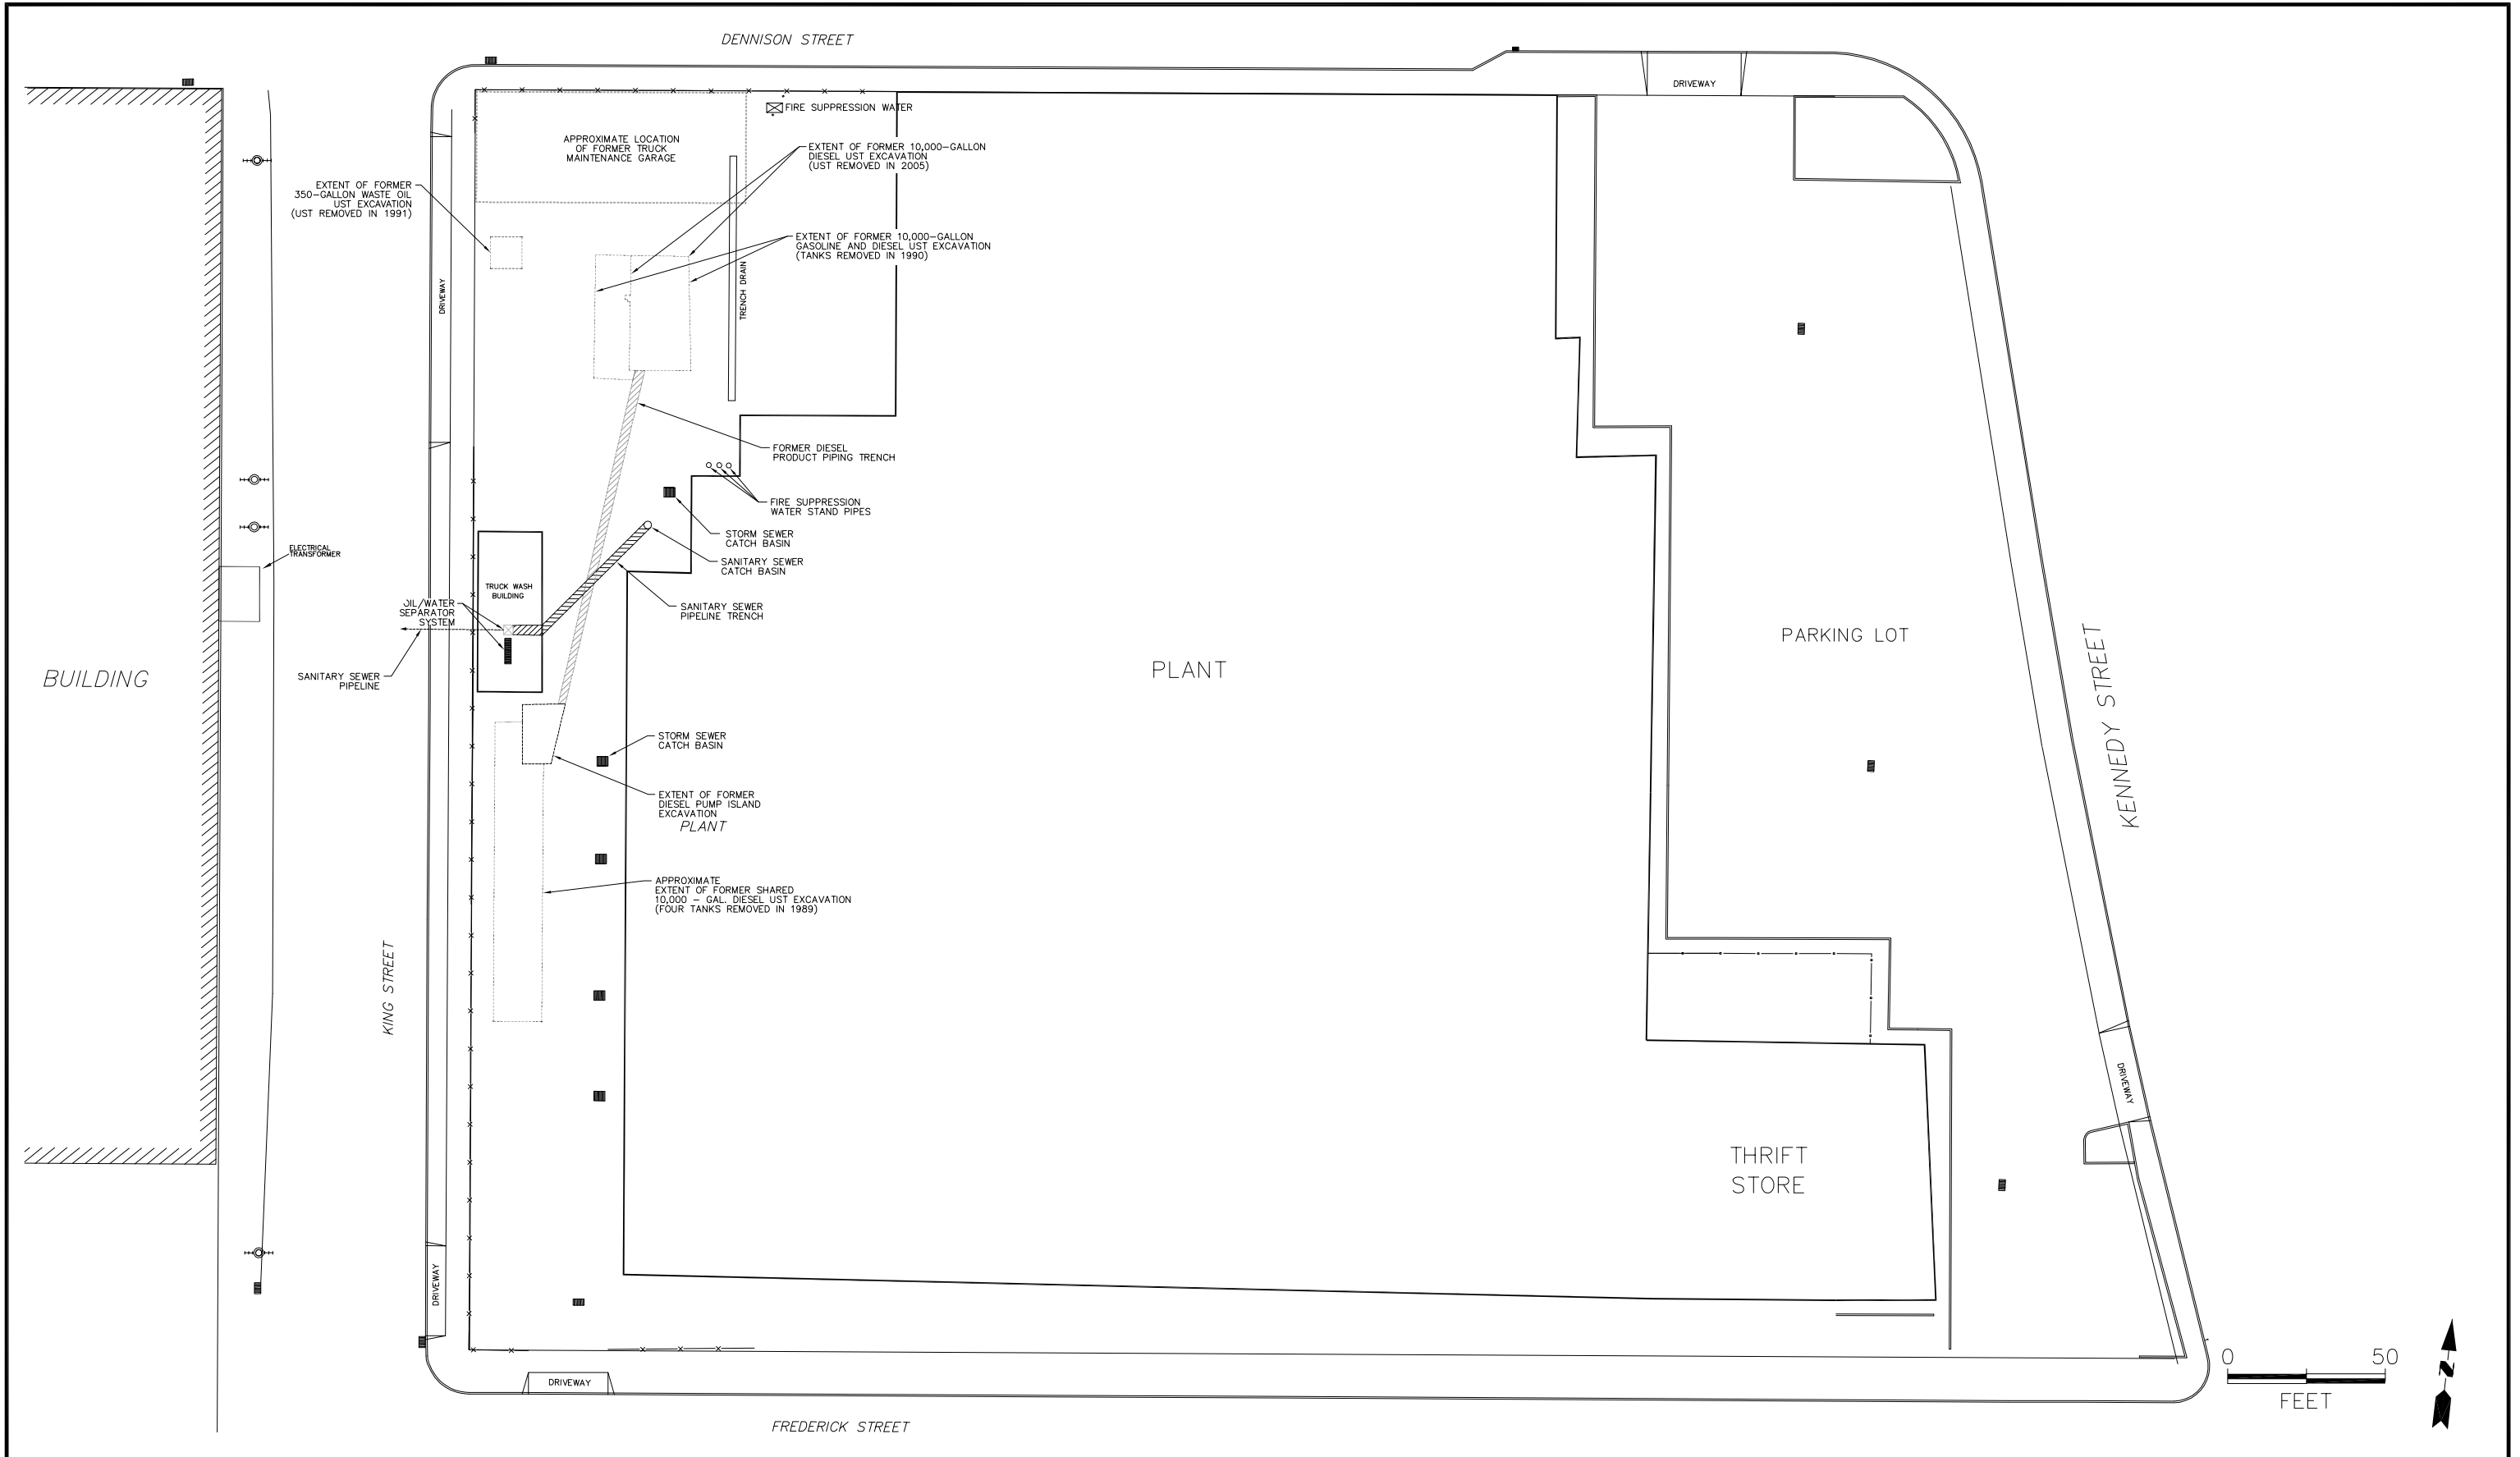 DENNISON STREET
DRIVEWAY
FIRE SUPPRESSION WATER
APPROXIMATE LOCATION
OF FORMER TRUCK
MAINTENANCE GARAGE
EXTENT OF FORMER 10,000-GALLON
DIESEL UST EXCAVATION
(UST REMOVED IN 2005)
EXTENT OF FORMER
350-GALLON WASTE OIL
UST EXCAVATION
(UST REMOVED IN 1991)
EXTENT OF FORMER 10,000-GALLON
GASOLINE AND DIESEL UST EXCAVATION
(TANKS REMOVED IN 1990)
DRIVEWAY
TRENCH DRAIN
FORMER DIESEL
PRODUCT PIPING TRENCH
FIRE SUPPRESSION
WATER STAND PIPES
STORM SEWER
CATCH BASIN
ELECTRICAL
TRANSFORMER
SANITARY SEWER
CATCH BASIN
TRUCK WASH
BUILDING
OIL/WATER
SEPARATOR
SYSTEM
SANITARY SEWER
PIPELINE TRENCH
PARKING LOT
BUILDING
SANITARY SEWER
PIPELINE
PLANT
KENNEDY STREET
STORM SEWER
CATCH BASIN
EXTENT OF FORMER
DIESEL PUMP ISLAND
EXCAVATION
PLANT
APPROXIMATE
EXTENT OF FORMER SHARED
10,000 - GAL. DIESEL UST EXCAVATION
(FOUR TANKS REMOVED IN 1989)
KING STREET
DRIVEWAY
THRIFT
STORE
DRIVEWAY
DRIVEWAY
FREDERICK STREET
0 50
FEET
N